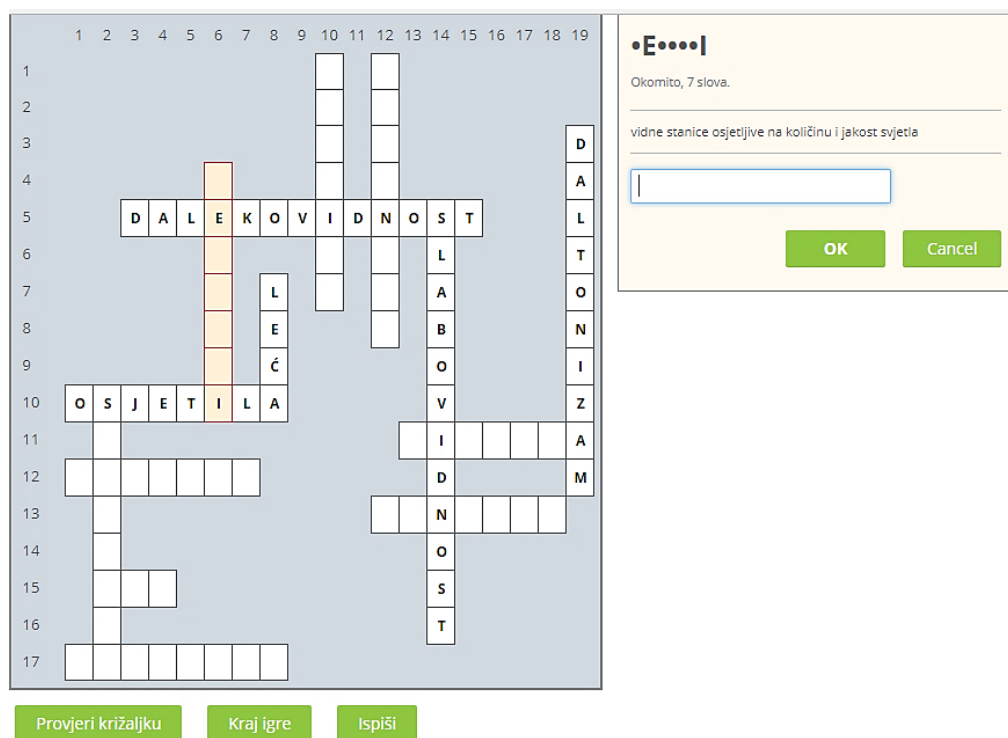 1 2 3 4 5 6 7 8 9 10 11 12 13 14 15 16 17 18 19
1
2
3 D
4 A
5 D A L E K O V I D N O S T L
6 L T
7 L A O
8 E B N
9 Ć O I
10 O S J E T I L A V Z
11 I A
12 D M
13 N
14 O
15 S
16 T
17
•E••••I
Okomito, 7 slova.
vidne stanice osjetljive na količinu i jakost svjetla
OK Cancel
Provjeri križaljku Kraj igre Ispiši